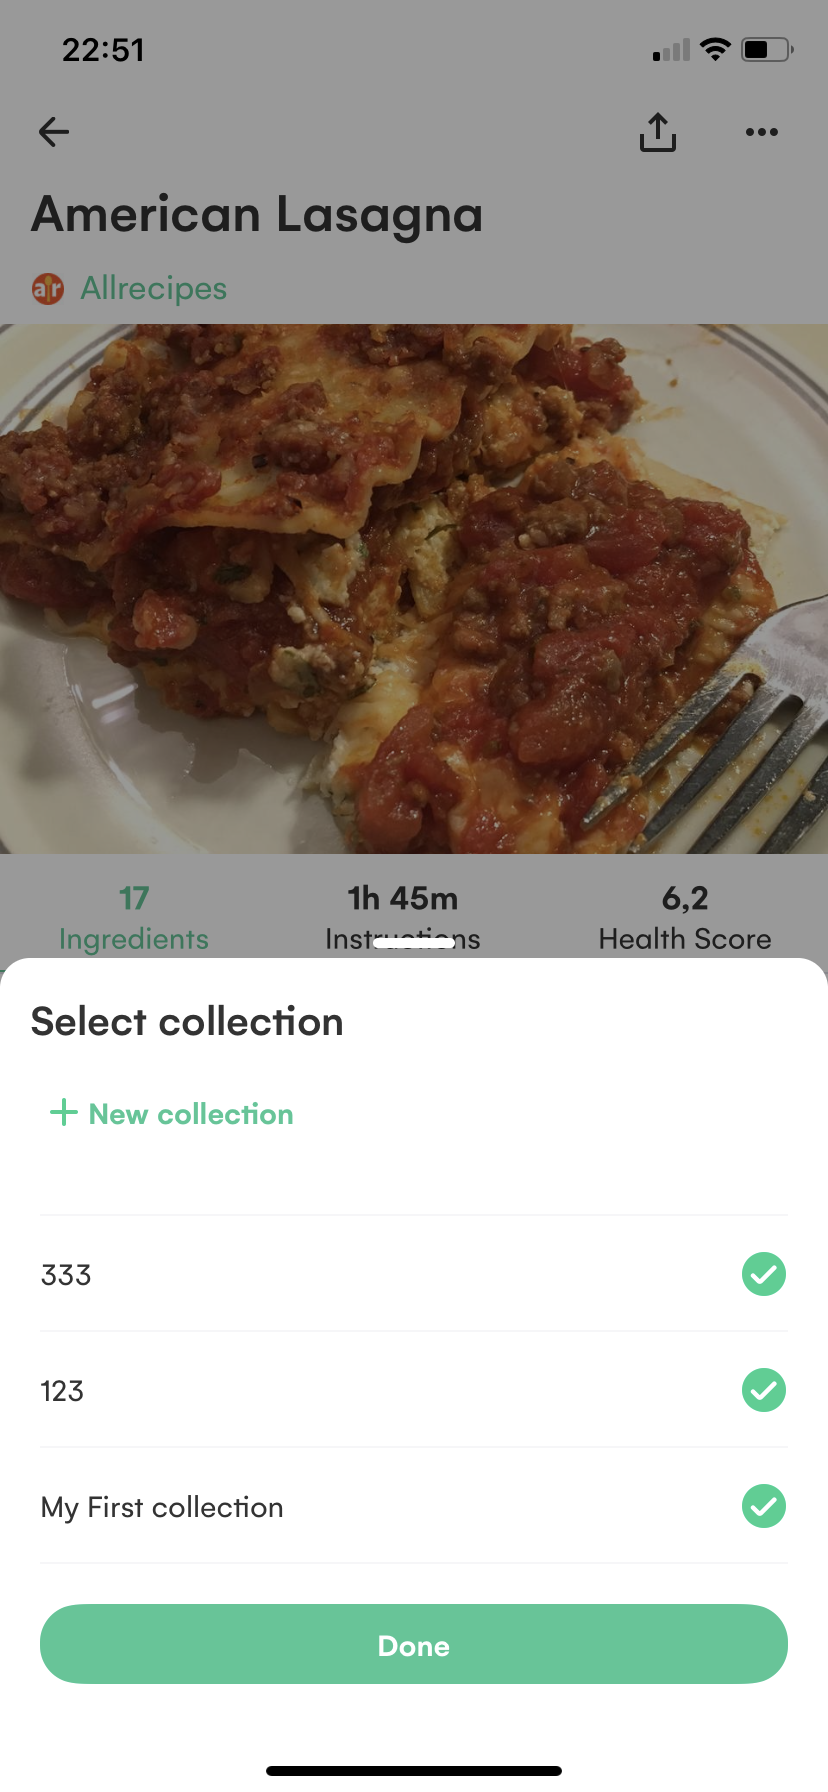 22:51
American Lasagna
ar Allrecipes
17 1h 45m 6,2
Ingredients Instructions Health Score
Select collection
New collection
333
123
My First collection
Done